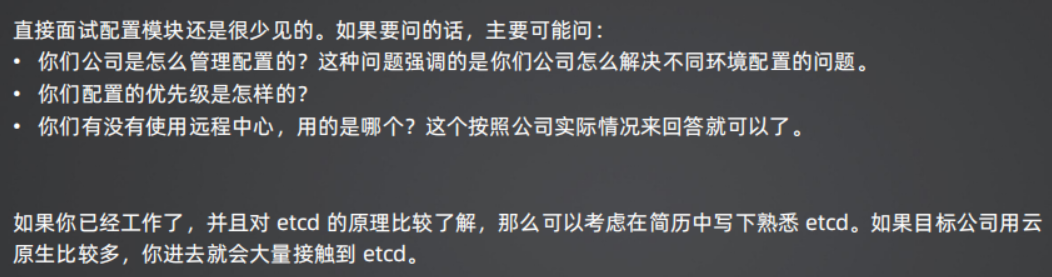 直接面试配置模块还是很少见的。如果要问的话，主要可能问：
• 你们公司是怎么管理配置的？这种问题强调的是你们公司怎么解决不同环境配置的问题。
• 你们配置的优先级是怎样的？
• 你们有没有使用远程中心，用的是哪个？这个按照公司实际情况来回答就可以了。
如果你已经工作了，并且对 etcd 的原理比较了解，那么可以考虑在简历中写下熟悉 etcd。如果目标公司用云
原生比较多，你进去就会大量接触到 etcd。